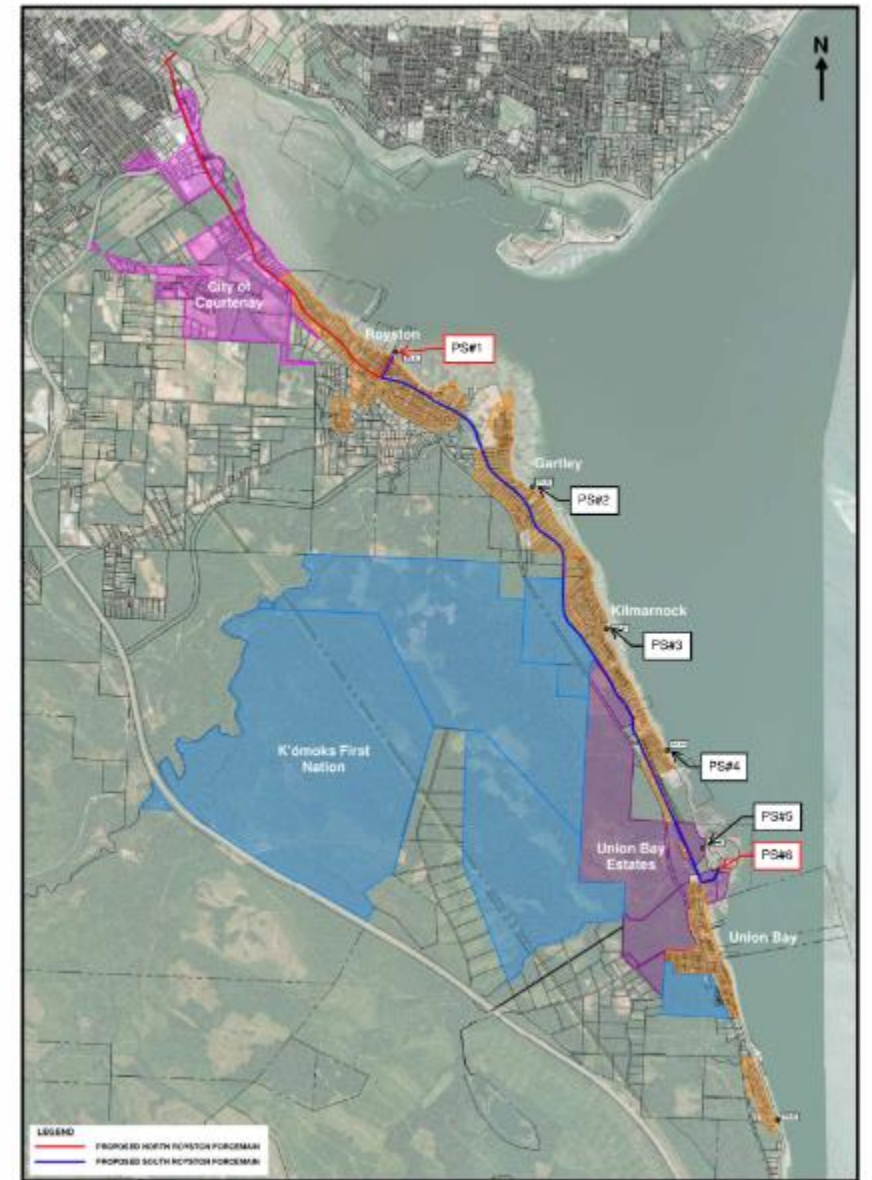 N
City of
Courtenay
Royston
PS#1
Gartley
PS#2
Kilmarnock
PS#3
K'ómoks First
Nation
PS#4
PS#5
Union Bay
Estates
PS#6
Union Bay
LEGEND
PROPOSED NORTH ROYSTON FORCEMAIN
PROPOSED SOUTH ROYSTON FORCEMAIN